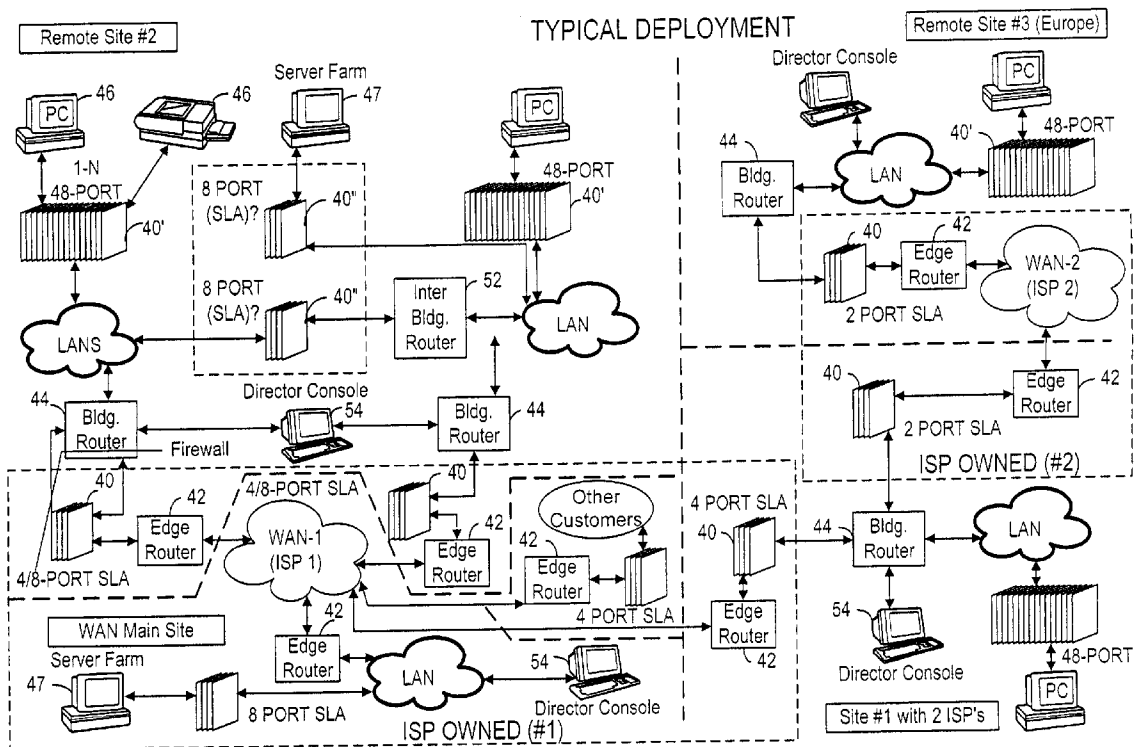 TYPICAL DEPLOYMENT
Remote Site #2
PC
46
46
1-N
48-PORT
40'
Server Farm
47
8 PORT
(SLA)?
40"
8 PORT
(SLA)?
40"
PC
48-PORT
40'
52
Inter
Bldg.
Router
LAN
LANS
44
Bldg.
Router
Firewall
Director Console
54
Bldg.
Router
44
Remote Site #3 (Europe)
Director Console
PC
40'
48-PORT
44
Bldg.
Router
LAN
40
42
Edge
Router
WAN-2
(ISP 2)
2 PORT SLA
40
Edge
Router
42
2 PORT SLA
ISP OWNED (#2)
40
42
Edge
Router
4/8-PORT SLA
4/8-PORT SLA
WAN-1
(ISP 1)
40
42
Edge
Router
Other
Customers
42
Edge
Router
4 PORT SLA
4 PORT SLA
40
Edge
Router
42
44
Bldg.
Router
LAN
54
Director Console
48-PORT
PC
Site #1 with 2 ISP's
WAN Main Site
Server Farm
47
8 PORT SLA
42
Edge
Router
LAN
54
Director Console
ISP OWNED (#1)